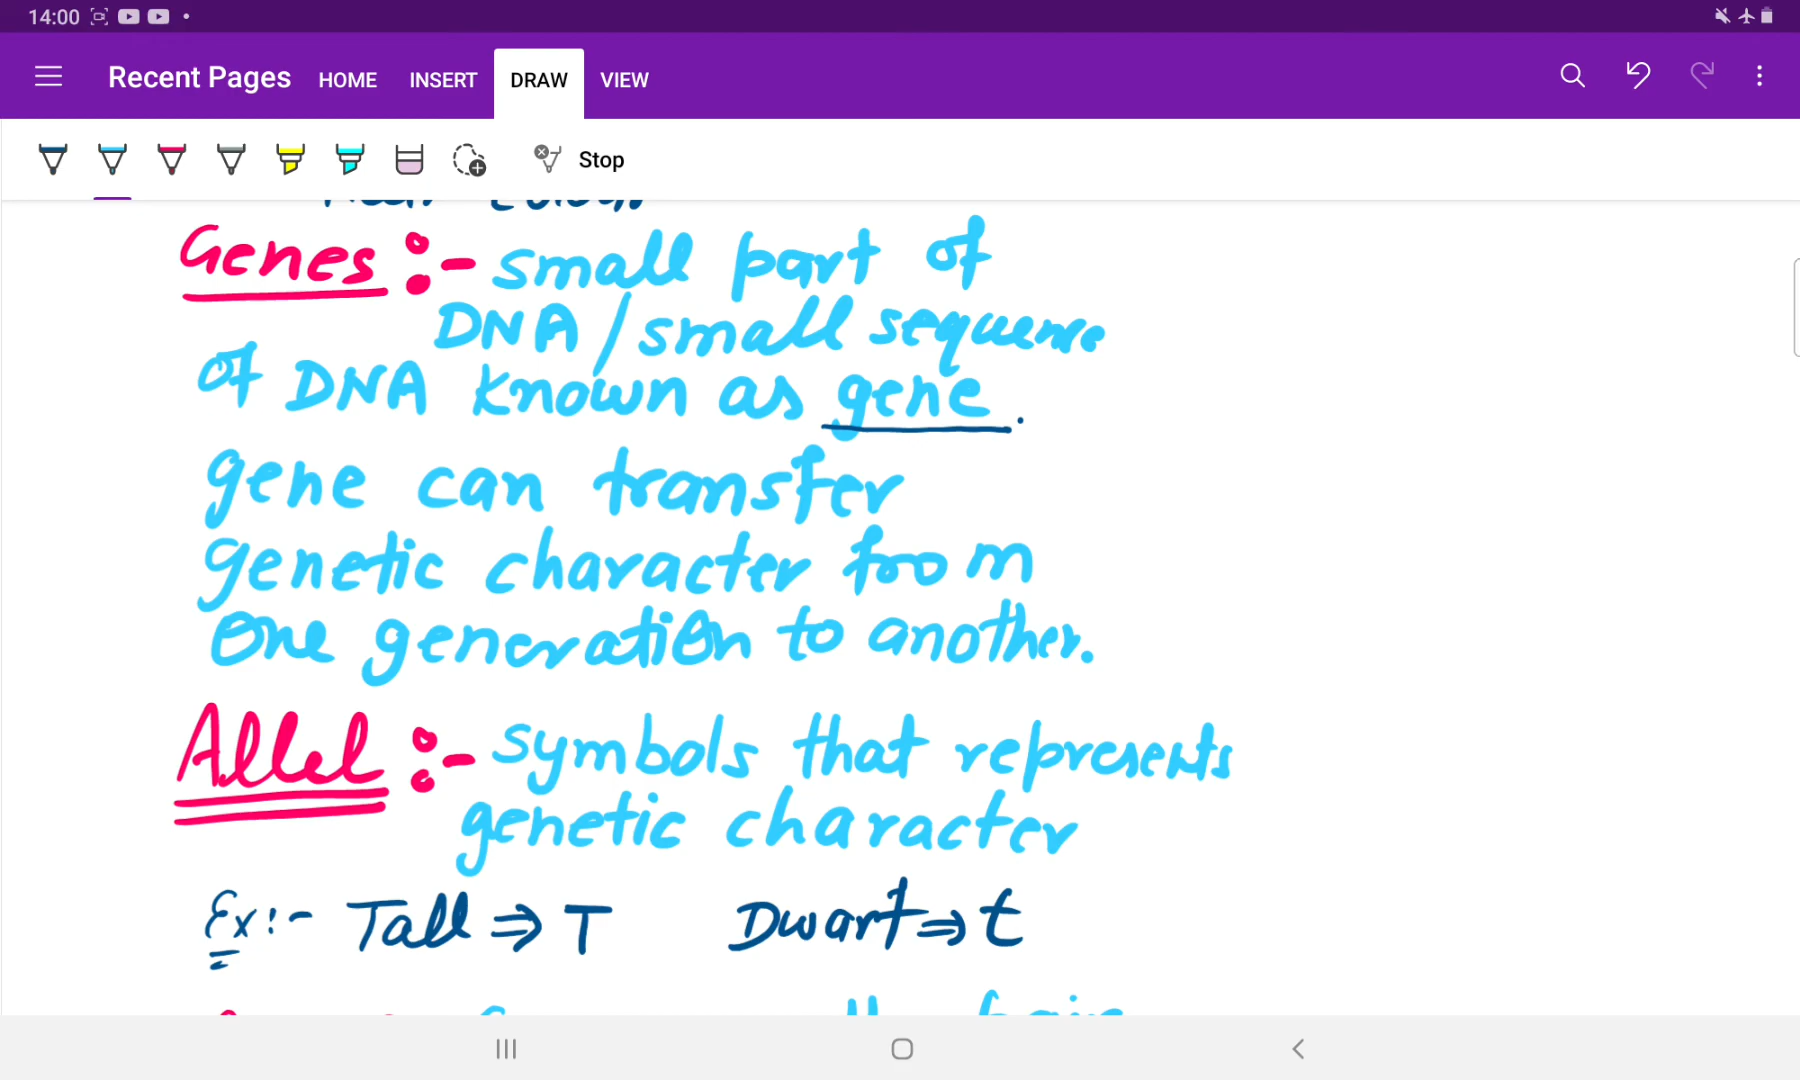 14:00
Recent Pages HOME INSERT DRAW VIEW
Stop
Genes :- small part of
DNA / small sequence
of DNA known as gene.
gene can transfer
genetic character from
one generation to another.
Allel :- symbols that represents
genetic character
Ex:- Tall ⇒ T Dwarf ⇒ t